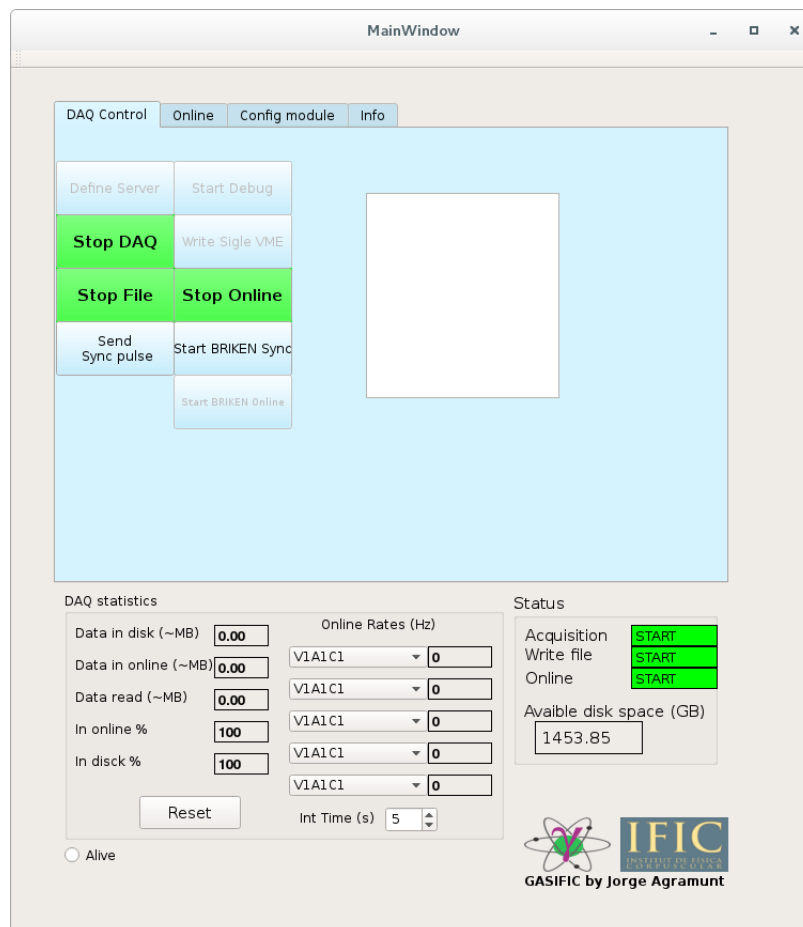 MainWindow
DAQ Control Online Config module Info
Define Server Start Debug
Stop DAQ Write Sigle VME
Stop File Stop Online
Send
Sync pulse
Start BRIKEN Sync
Start BRIKEN Online
DAQ statistics
Data in disk (~MB) 0.00
Data in online (~MB) 0.00
Data read (~MB) 0.00
In online % 100
In disck % 100
Reset
Alive
Online Rates (Hz)
V1A1C1 0
V1A1C1 0
V1A1C1 0
V1A1C1 0
V1A1C1 0
Int Time (s) 5
Status
Acquisition START
Write file START
Online START
Avaible disk space (GB)
1453.85
γ
IFIC
INSTITUT DE FÍSICA
CORPUSCULAR
GASIFIC by Jorge Agramunt